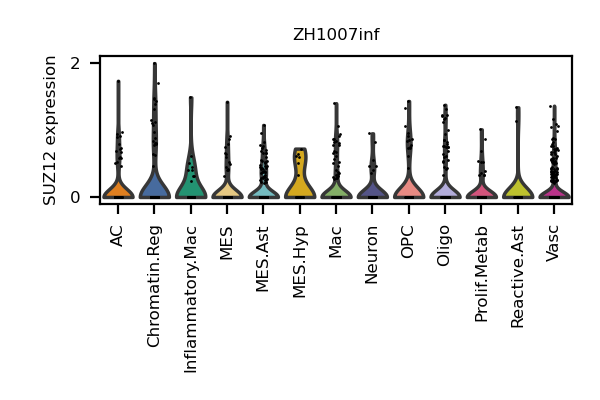 ZH1007inf
SUZ12 expression
2
0
AC
Chromatin.Reg
Inflammatory.Mac
MES
MES.Ast
MES.Hyp
Mac
Neuron
OPC
Oligo
Prolif.Metab
Reactive.Ast
Vasc